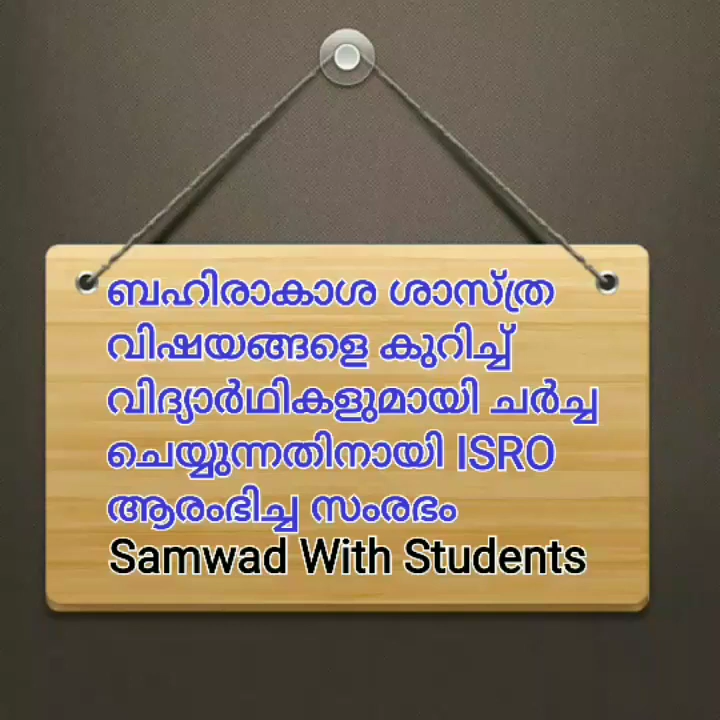 ബഹിരാകാശ ശാസ്ത്ര
വിഷയങ്ങളെ കുറിച്ച്
വിദ്യാർഥികളുമായി ചർച്ച
ചെയ്യുന്നതിനായി ISRO
ആരംഭിച്ച സംരഭം
Samwad With Students